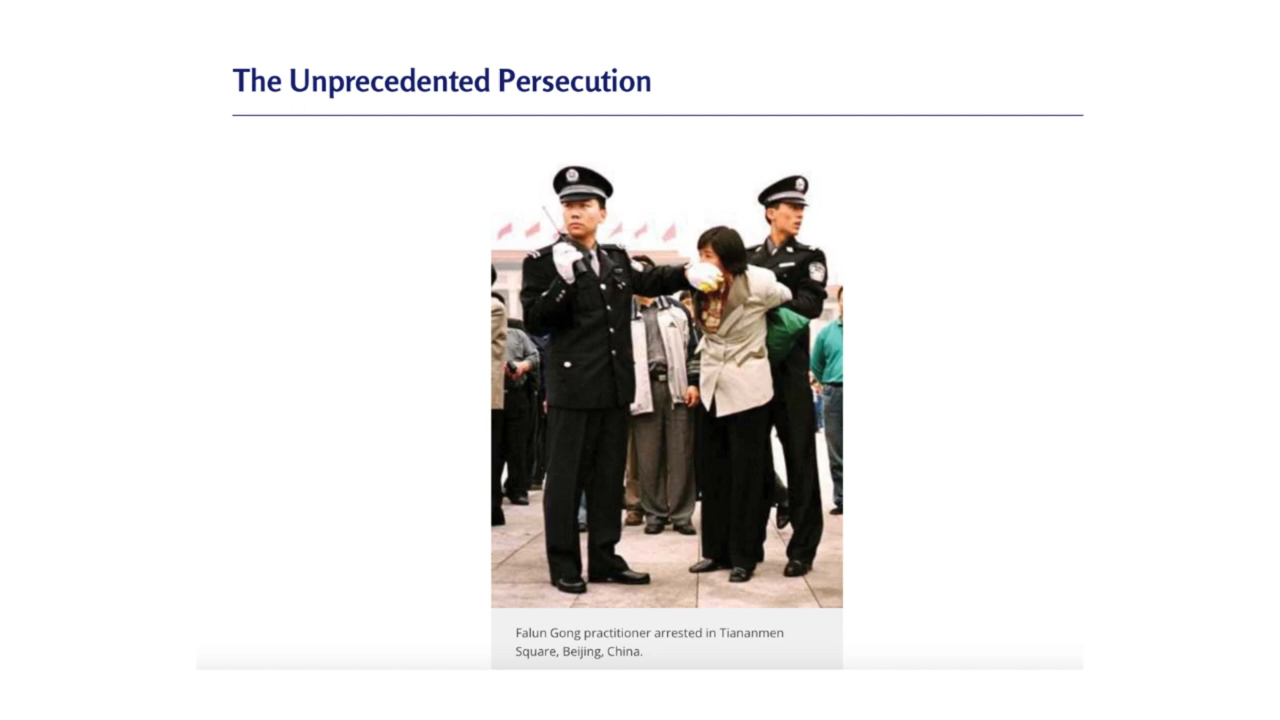 The Unprecedented Persecution
Falun Gong practitioner arrested in Tiananmen
Square, Beijing, China.